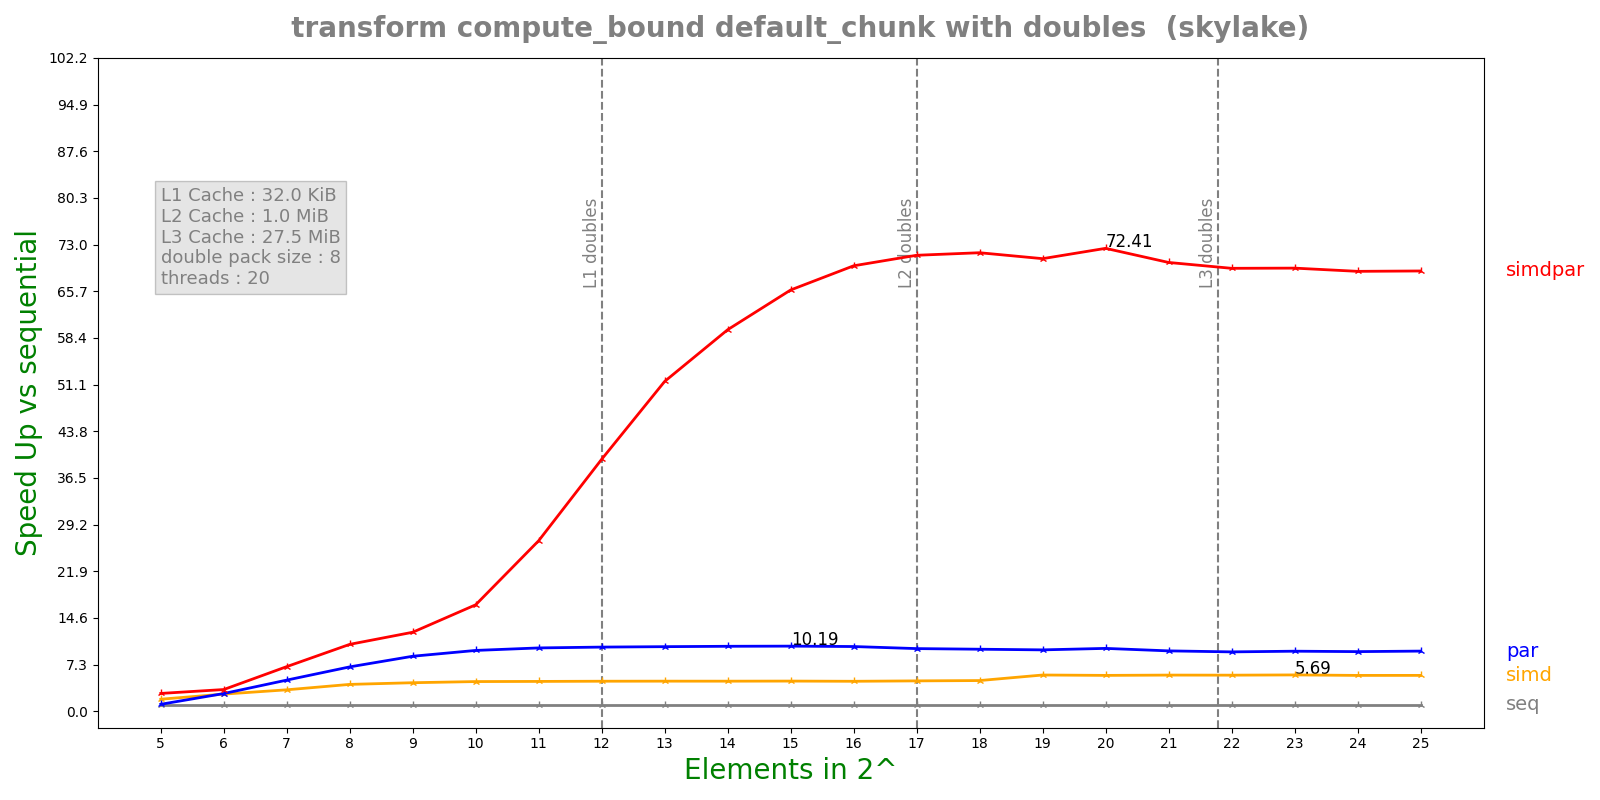 transform compute_bound default_chunk with doubles (skylake)
Speed Up vs sequential
102.2
94.9
87.6
80.3
73.0
65.7
58.4
51.1
43.8
36.5
29.2
21.9
14.6
7.3
0.0
L1 Cache : 32.0 KiB
L2 Cache : 1.0 MiB
L3 Cache : 27.5 MiB
double pack size : 8
threads : 20
L1 doubles
L2 doubles
L3 doubles
72.41
10.19
5.69
simdpar
par
simd
seq
5 6 7 8 9 10 11 12 13 14 15 16 17 18 19 20 21 22 23 24 25
Elements in 2^